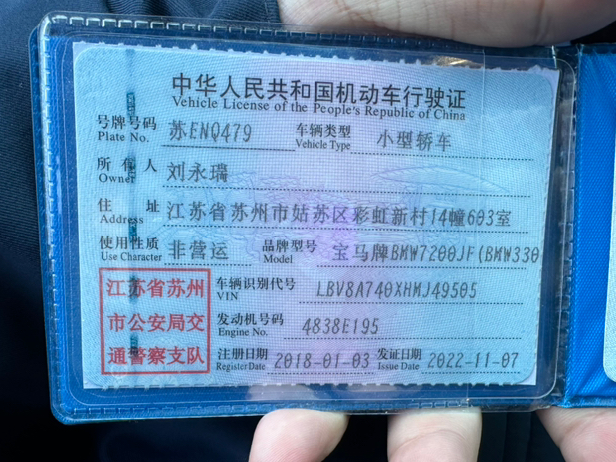 中华人民共和国机动车行驶证
Vehicle License of the People's Republic of China
号牌号码 苏ENQ479 车辆类型 小型轿车
Plate No. Vehicle Type
所有人 刘永瑞
Owner
住址 江苏省苏州市姑苏区彩虹新村14幢603室
Address
使用性质 非营运 品牌型号 宝马牌BMW7200JF(BMW330
Use Character Model
江苏省苏州 车辆识别代号 LBV8A740XHMJ49505
VIN
市公安局交 发动机号码 4838E195
Engine No.
通警察支队 注册日期 2018-01-03 发证日期 2022-11-07
Register Date Issue Date